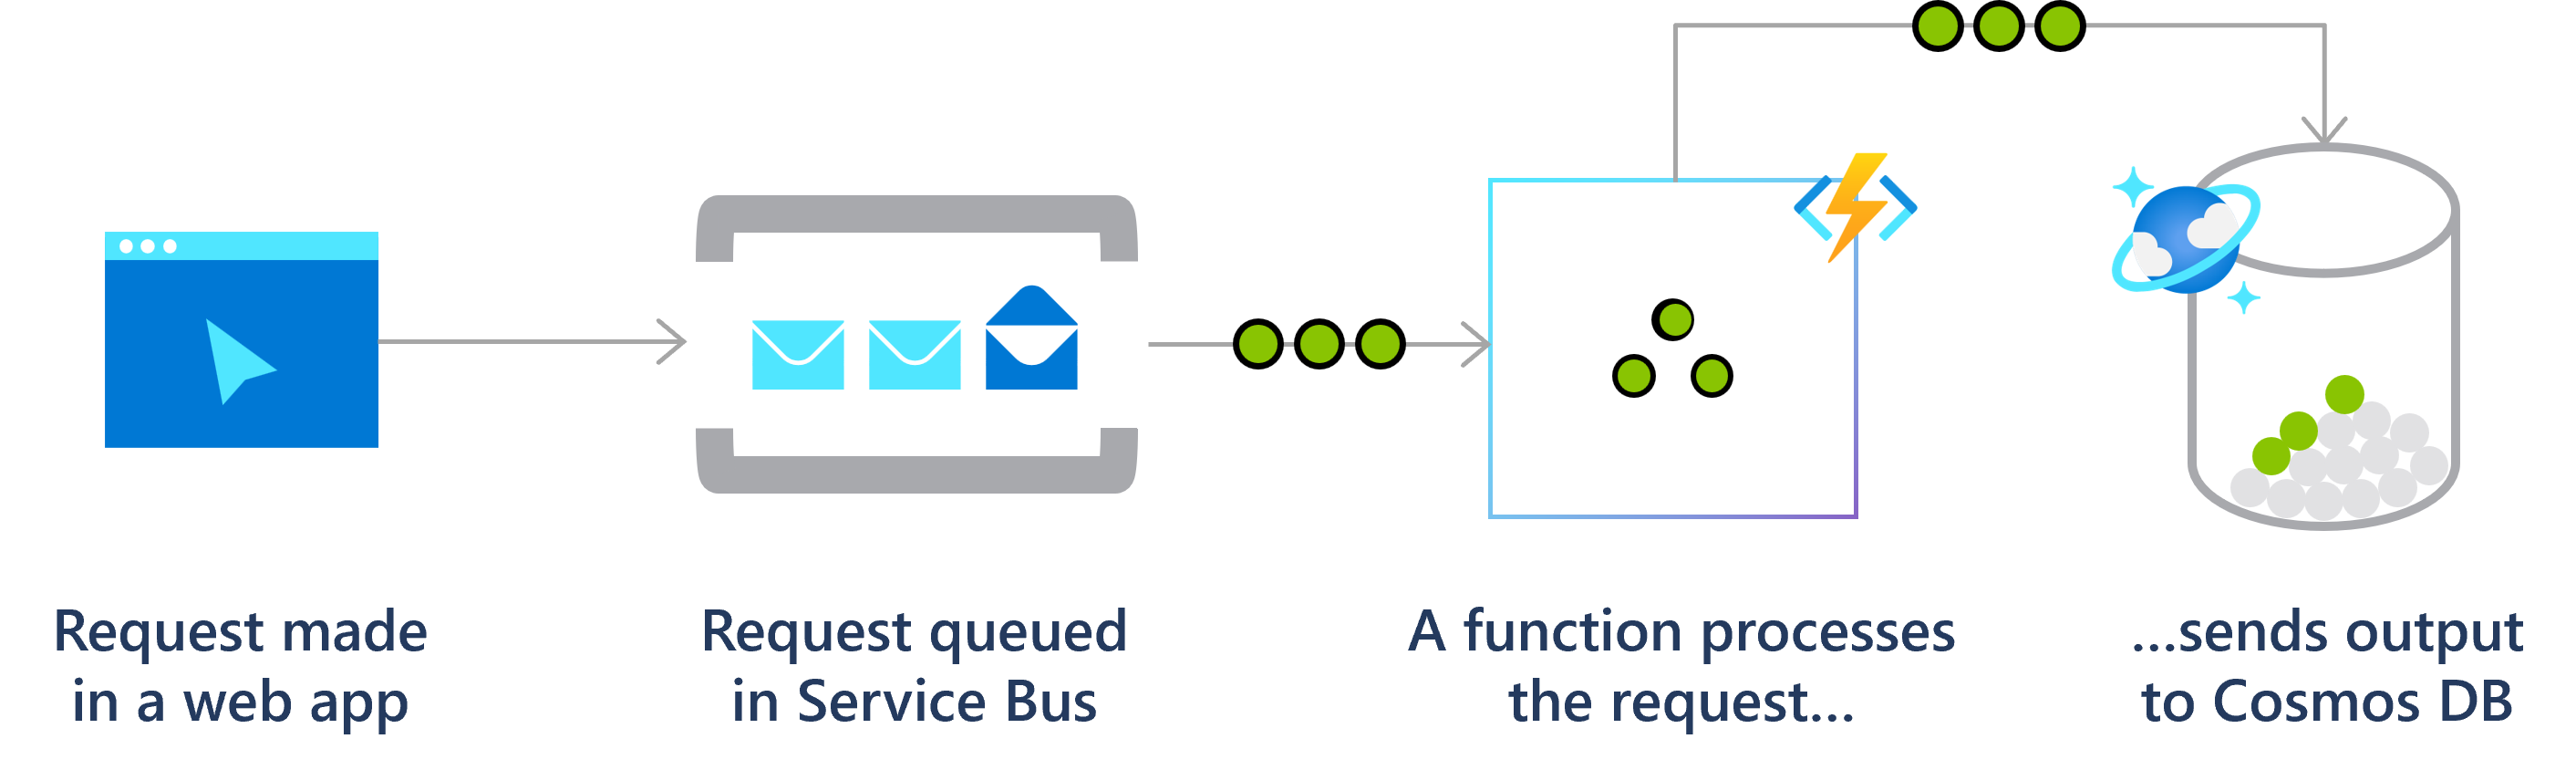 Request made
in a web app
Request queued
in Service Bus
A function processes
the request...
...sends output
to Cosmos DB